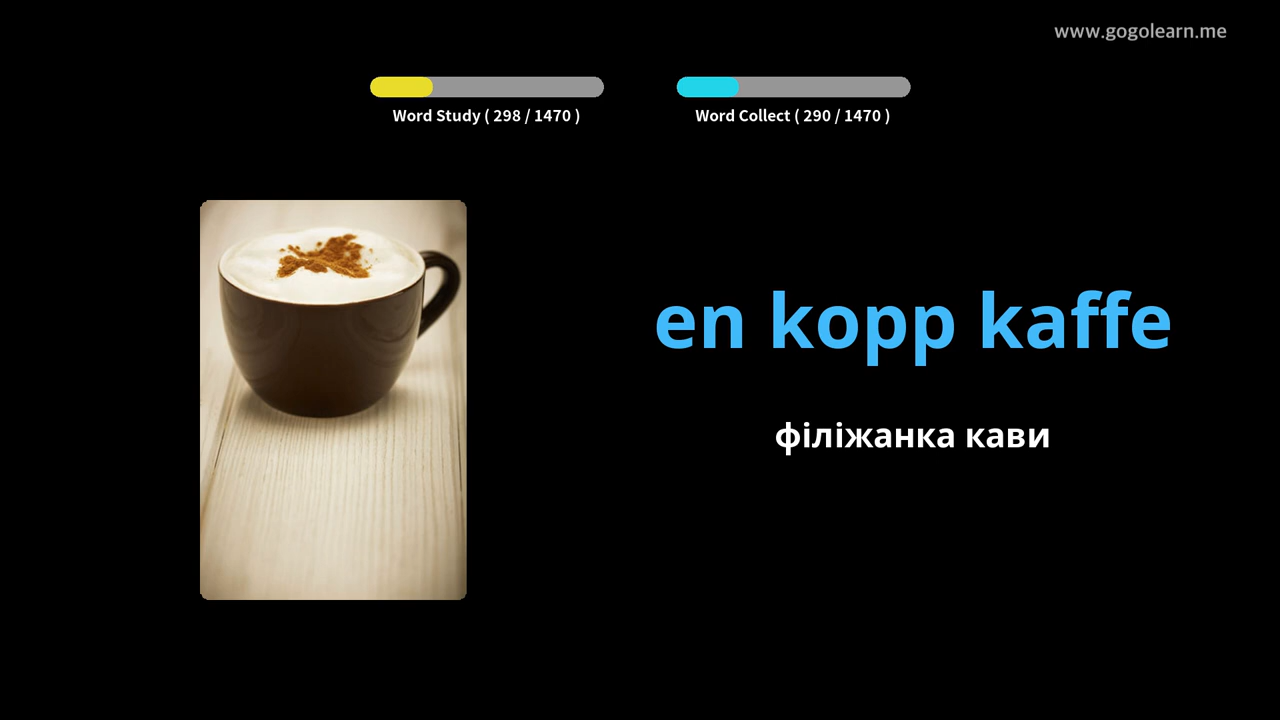 www.gogolearn.me
Word Study ( 298 / 1470 )
Word Collect ( 290 / 1470 )
en kopp kaffe
філіжанка кави